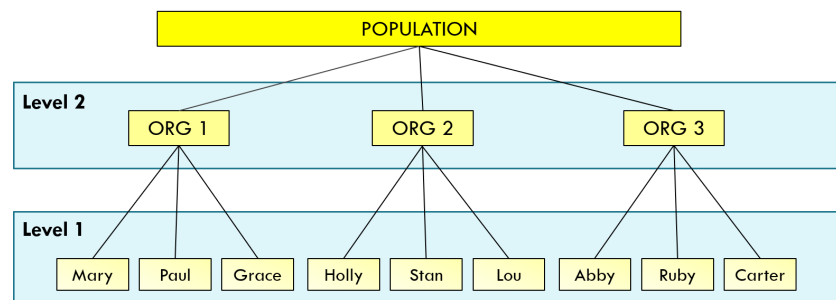 POPULATION
Level 2
ORG 1 ORG 2 ORG 3
Level 1
Mary Paul Grace Holly Stan Lou Abby Ruby Carter